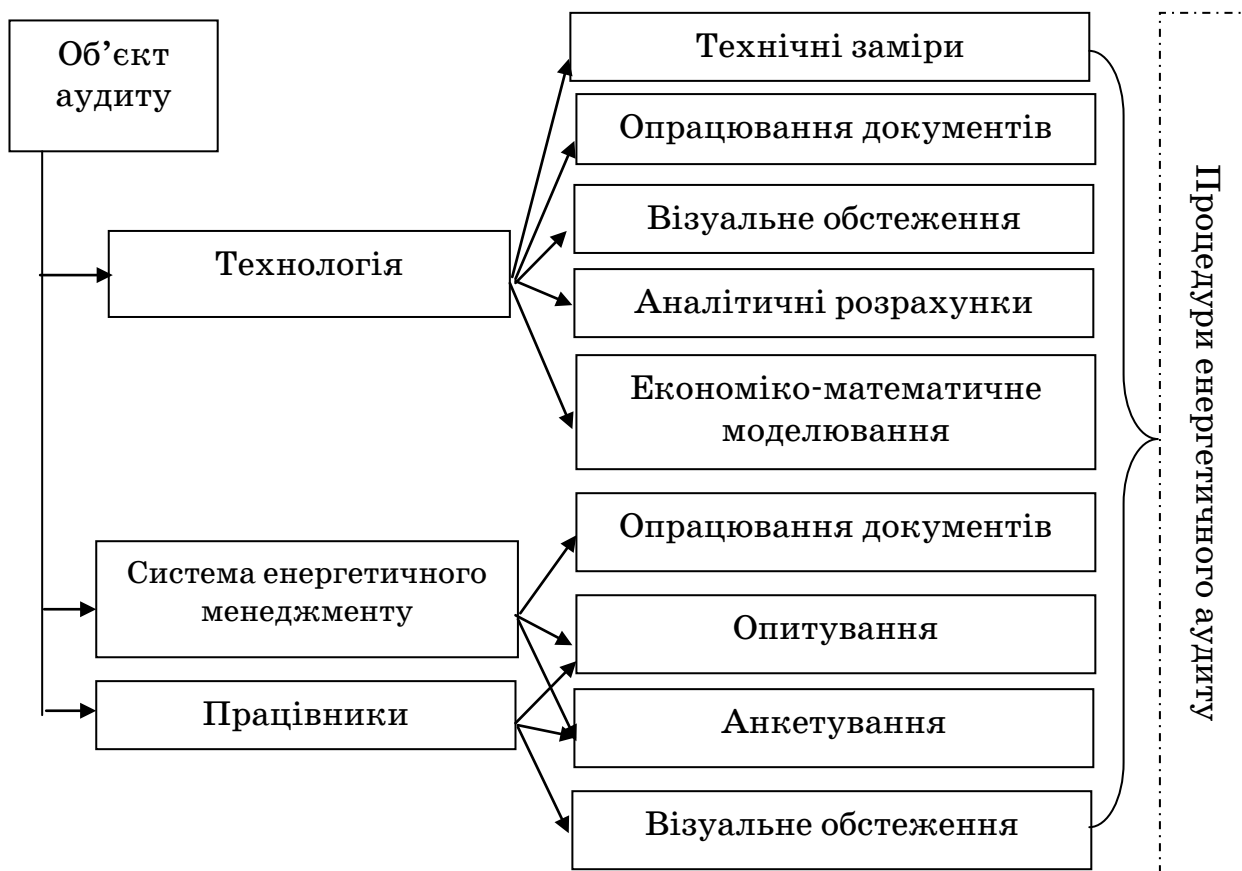 Об’єкт
аудиту
Технологія
Система енергетичного
менеджменту
Працівники
Технічні заміри
Опрацювання документів
Візуальне обстеження
Аналітичні розрахунки
Економіко-математичне
моделювання
Опрацювання документів
Опитування
Анкетування
Візуальне обстеження
Процедури енергетичного аудиту